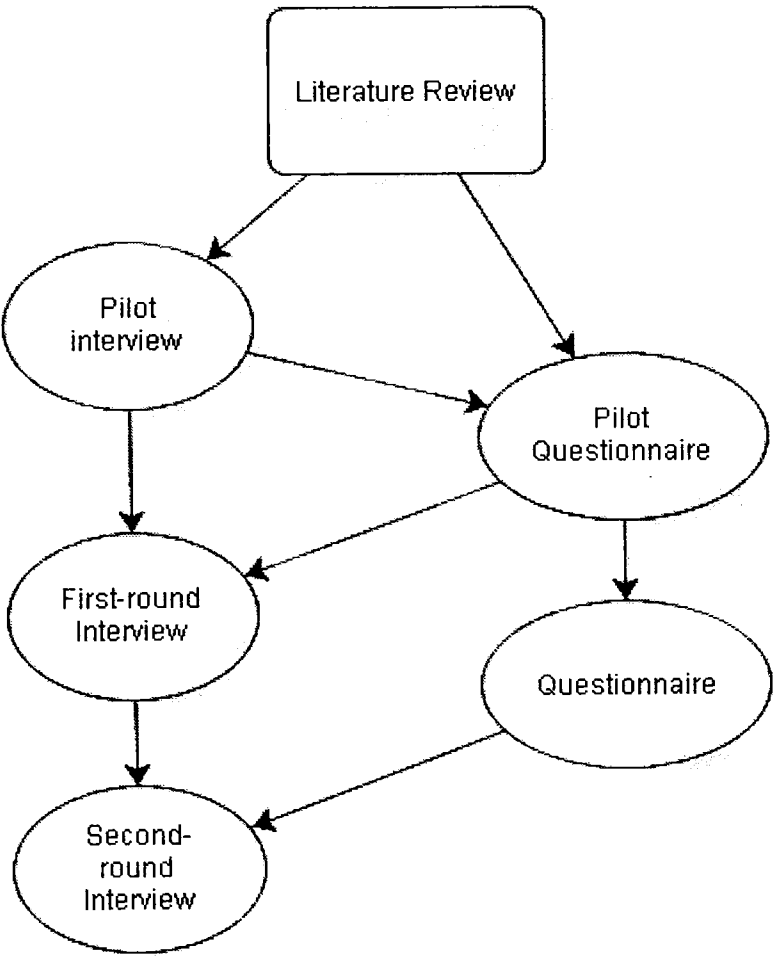 Literature Review
Pilot
interview
Pilot
Questionnaire
First-round
Interview
Questionnaire
Second-
round
Interview